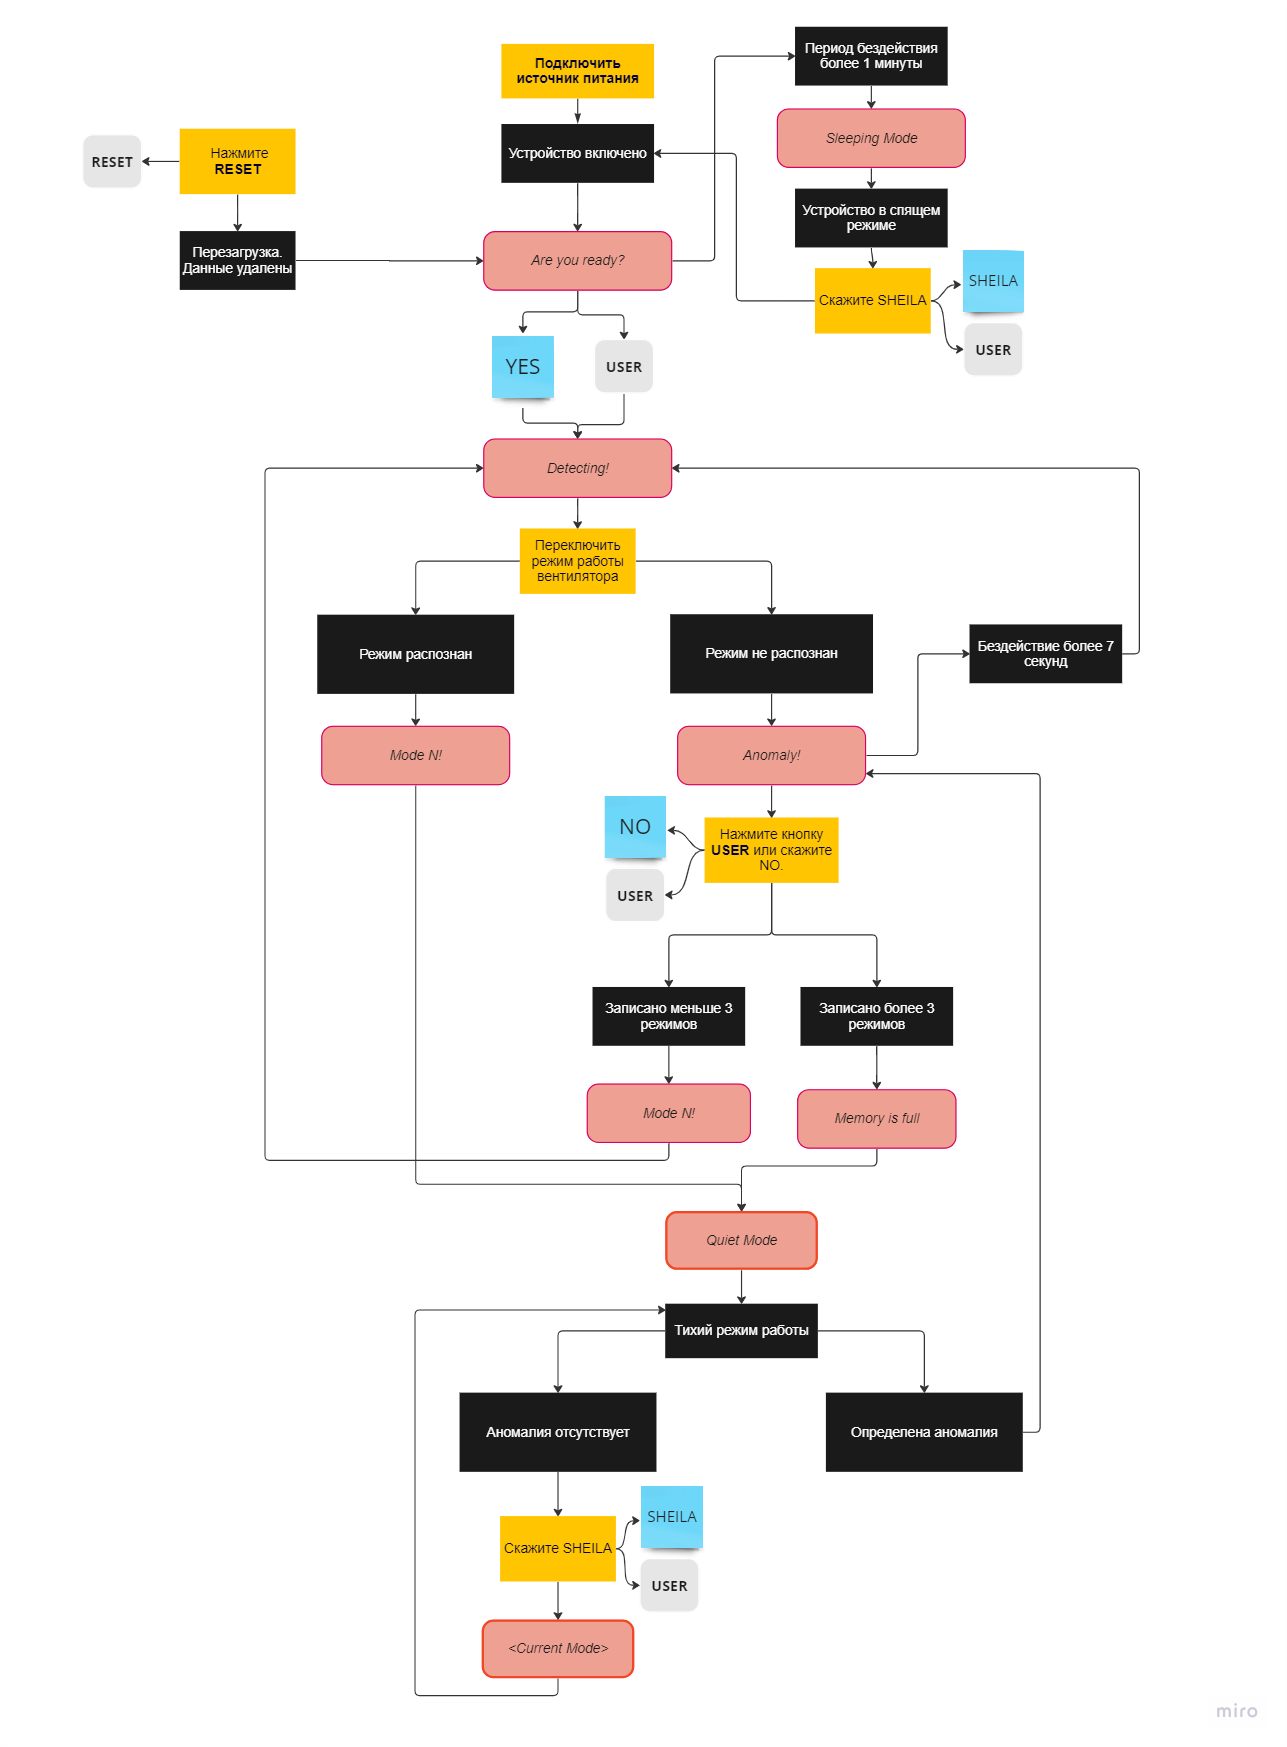 Подключить
источник питания
Период бездействия
более 1 минуты
Нажмите
RESET
RESET
Устройство включено
Sleeping Mode
Перезагрузка.
Данные удалены
Are you ready?
Устройство в спящем
режиме
Скажите SHEILA
SHEILA
USER
YES
USER
Detecting!
Переключить
режим работы
вентилятора
Режим распознан
Режим не распознан
Бездействие более 7
секунд
Mode N!
Anomaly!
NO
USER
Нажмите кнопку
USER или скажите
NO.
Записано меньше 3
режимов
Записано более 3
режимов
Mode N!
Memory is full
Quiet Mode
Тихий режим работы
Аномалия отсутствует
Определена аномалия
Скажите SHEILA
SHEILA
USER
<Current Mode>
miro